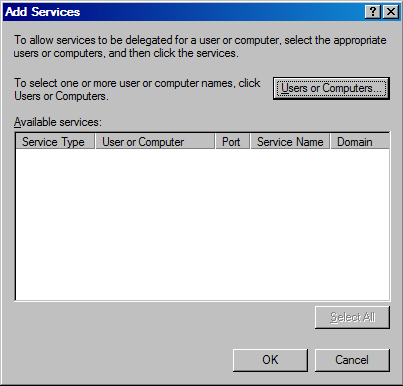 Add Services
To allow services to be delegated for a user or computer, select the appropriate
users or computers, and then click the services.
To select one or more user or computer names, click
Users or Computers.
Users or Computers...
Available services:
Service Type User or Computer Port Service Name Domain
Select All
OK Cancel